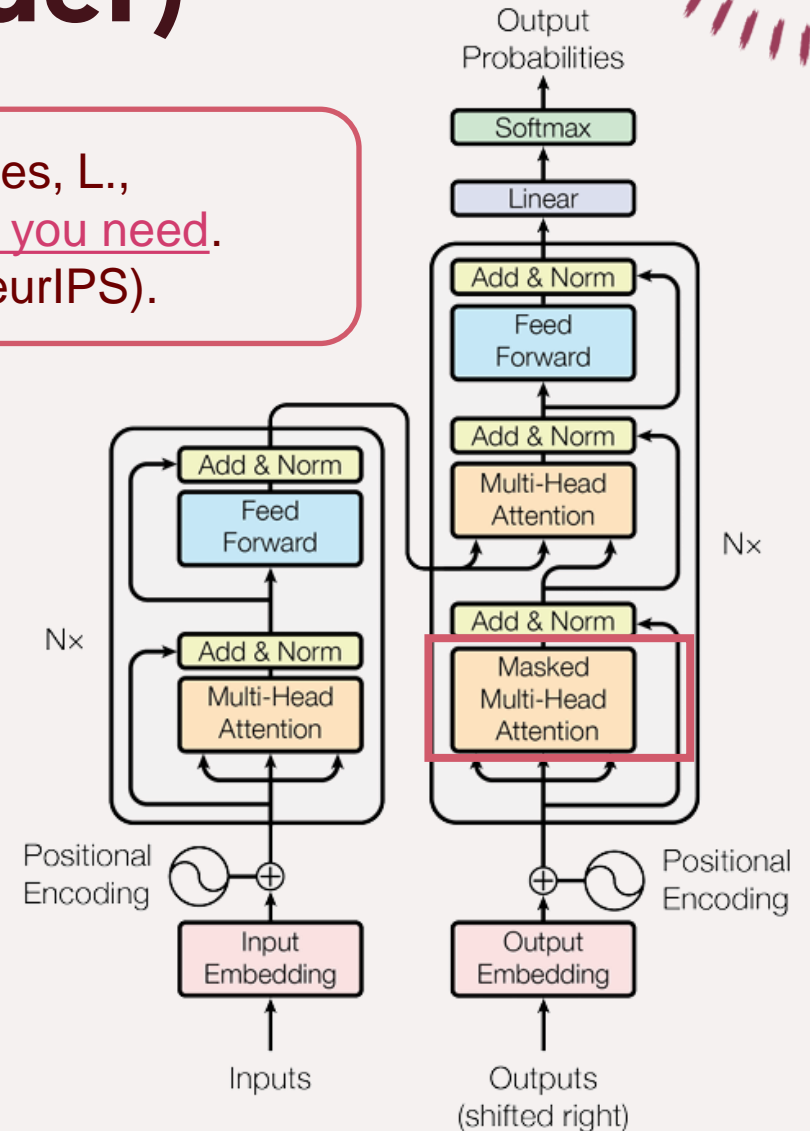 es, L.,
you need.
eurIPS).
Output
Probabilities
Softmax
Linear
Add & Norm
Feed
Forward
Add & Norm
Multi-Head
Attention
Nx
Add & Norm
Masked
Multi-Head
Attention
Add & Norm
Feed
Forward
Nx
Add & Norm
Multi-Head
Attention
Positional
Encoding
Positional
Encoding
Input
Embedding
Output
Embedding
Inputs
Outputs
(shifted right)